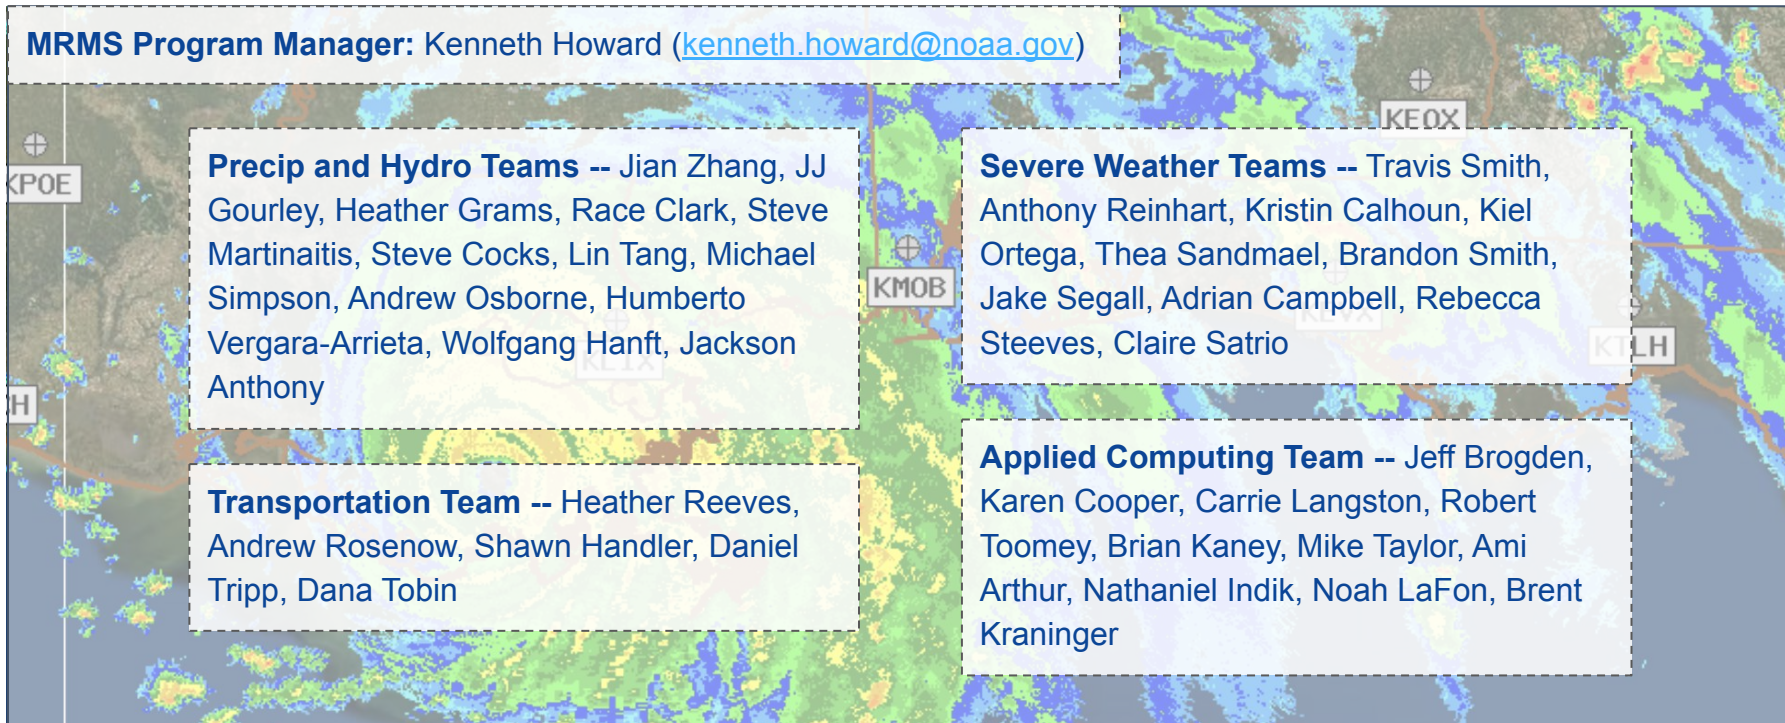 MRMS Program Manager: Kenneth Howard (kenneth.howard@noaa.gov)
KEOX
KPOE
Precip and Hydro Teams -- Jian Zhang, JJ
Gourley, Heather Grams, Race Clark, Steve
Martinaitis, Steve Cocks, Lin Tang, Michael
Simpson, Andrew Osborne, Humberto
Vergara-Arrieta, Wolfgang Hanft, Jackson
Anthony
KLIX
KMOB
Severe Weather Teams -- Travis Smith,
Anthony Reinhart, Kristin Calhoun, Kiel
Ortega, Thea Sandmael, Brandon Smith,
Jake Segall, Adrian Campbell, Rebecca
Steeves, Claire Satrio
KEVX
KTLH
H
Transportation Team -- Heather Reeves,
Andrew Rosenow, Shawn Handler, Daniel
Tripp, Dana Tobin
Applied Computing Team -- Jeff Brogden,
Karen Cooper, Carrie Langston, Robert
Toomey, Brian Kaney, Mike Taylor, Ami
Arthur, Nathaniel Indik, Noah LaFon, Brent
Kraninger